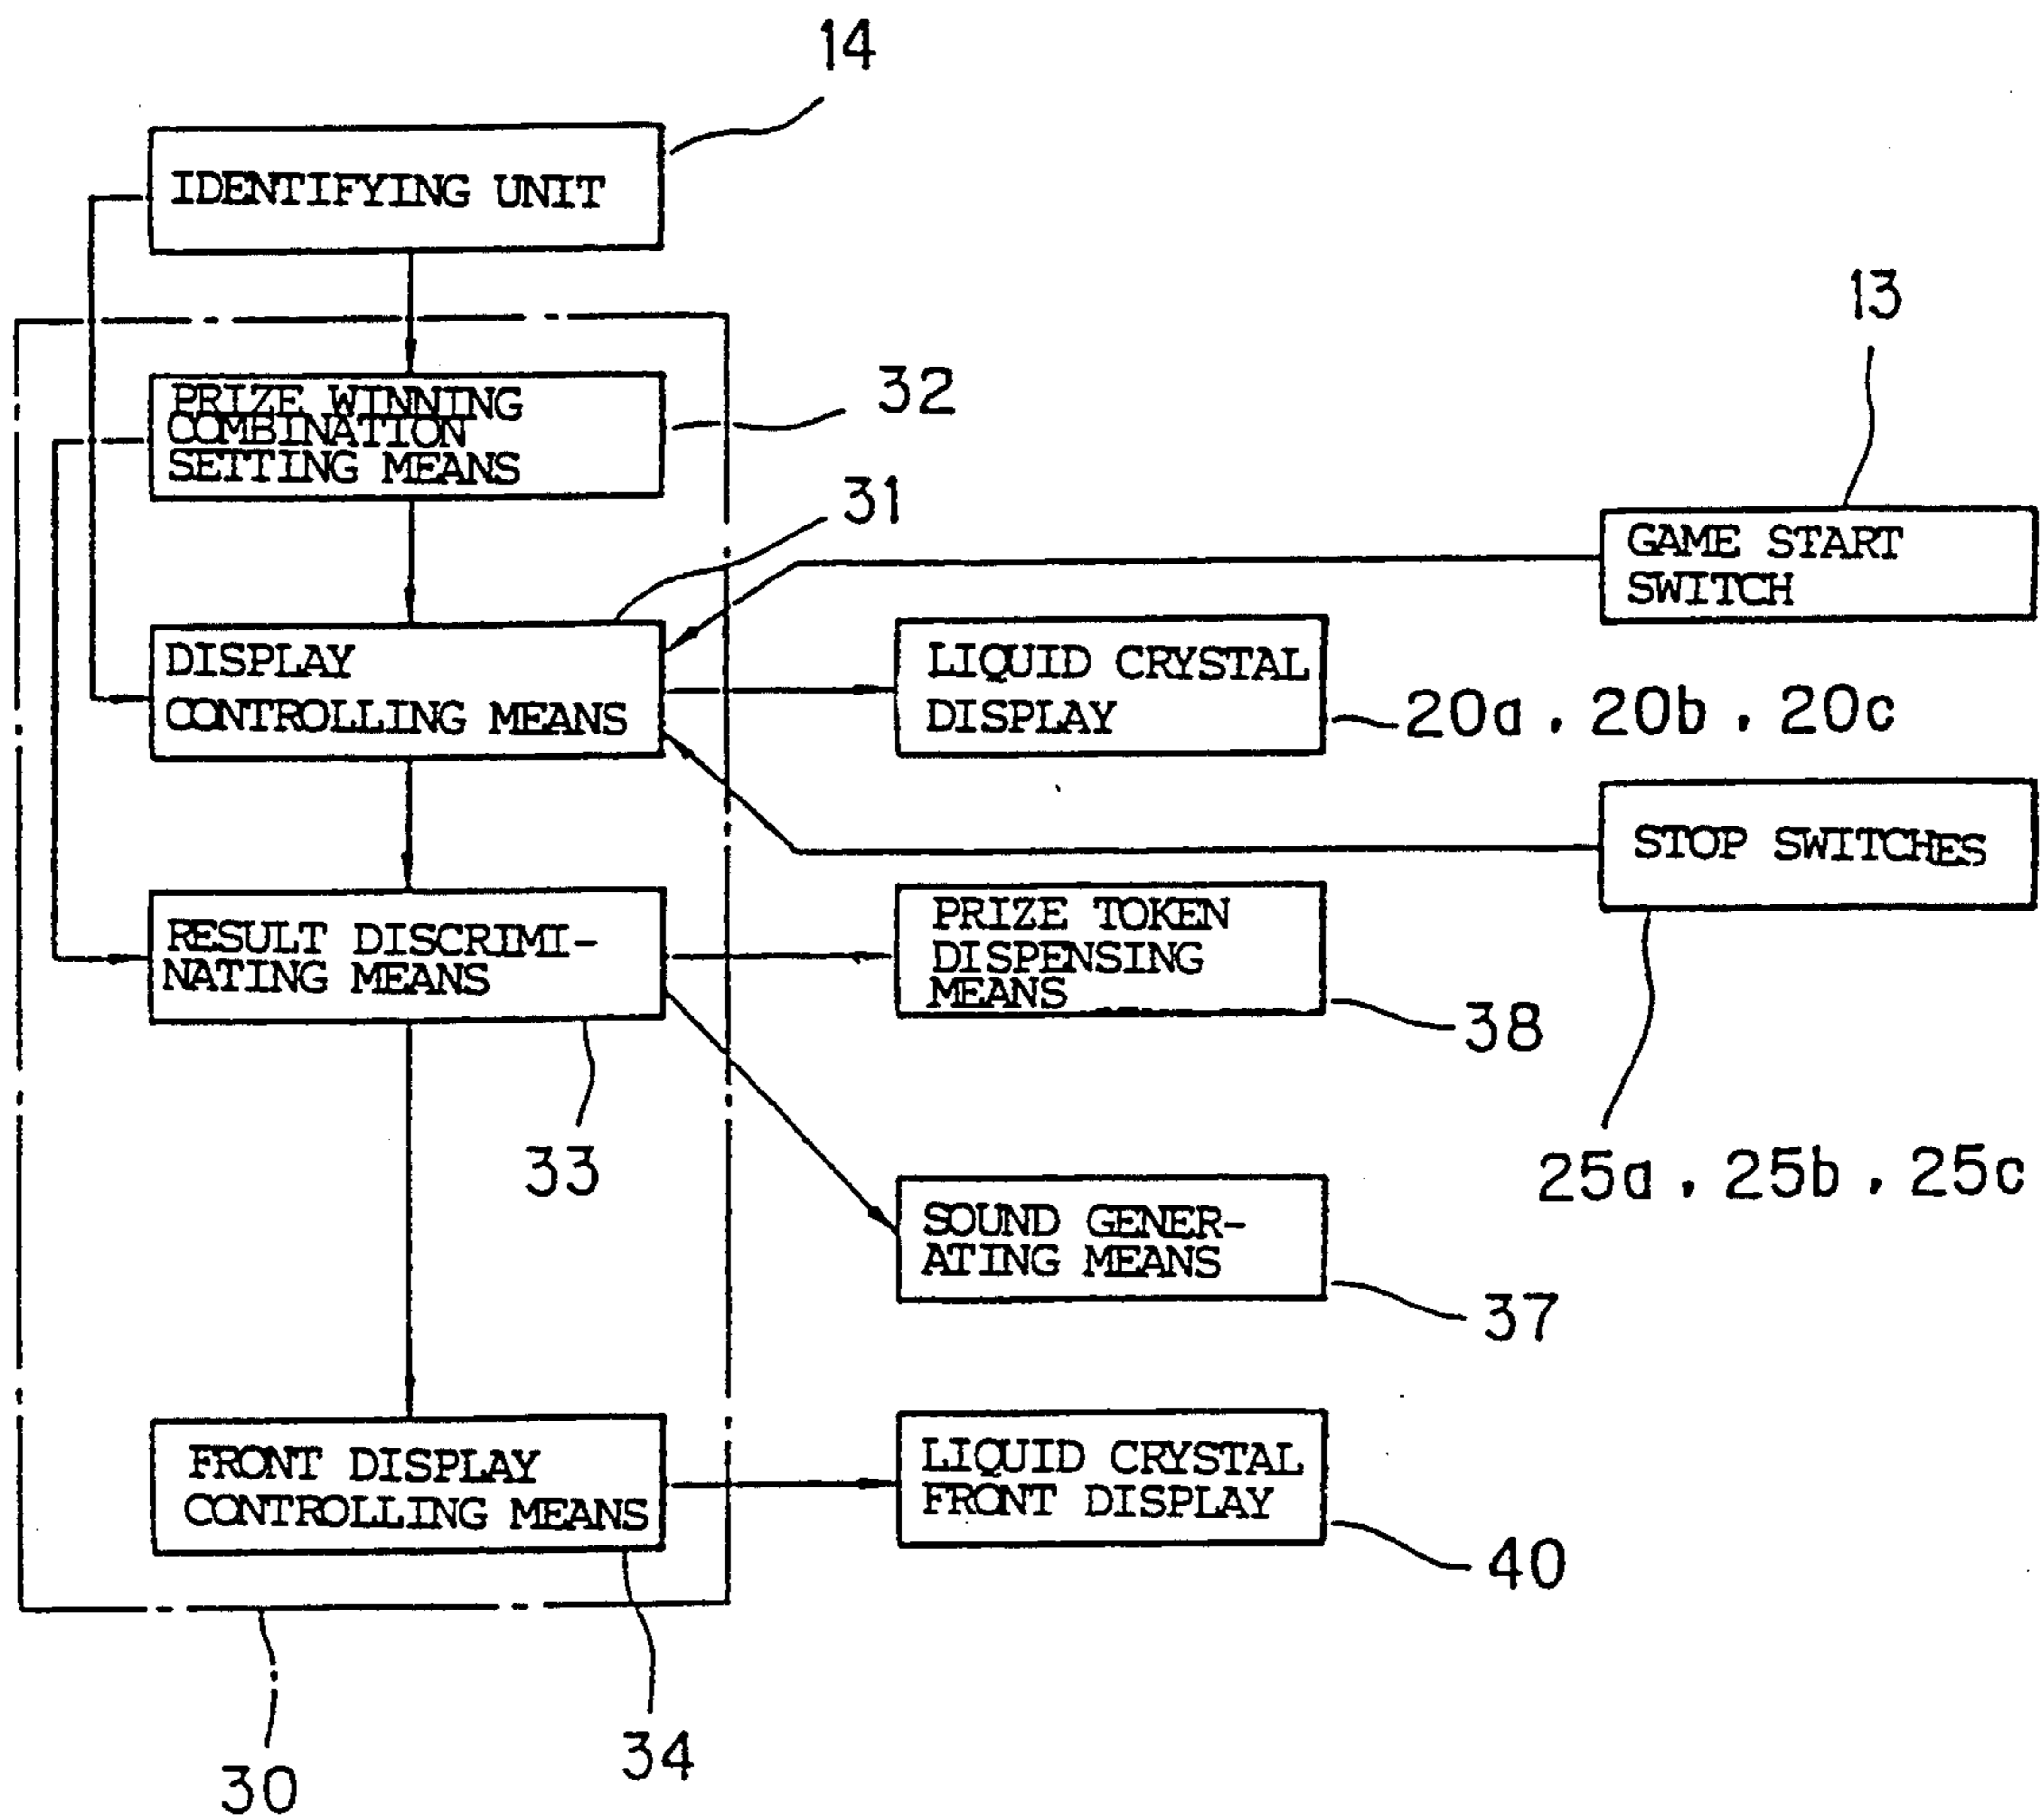 14
IDENTIFYING UNIT
13
PRIZE WINNING
COMBINATION
SETTING MEANS
32
31
GAME START
SWITCH
DISPLAY
CONTROLLING MEANS
LIQUID CRYSTAL
DISPLAY
20a, 20b, 20c
STOP SWITCHES
RESULT DISCRIMI-
NATING MEANS
PRIZE TOKEN
DISPENSING
MEANS
38
33
25a, 25b, 25c
SOUND GENER-
ATING MEANS
37
FRONT DISPLAY
CONTROLLING MEANS
LIQUID CRYSTAL
FRONT DISPLAY
40
34
30